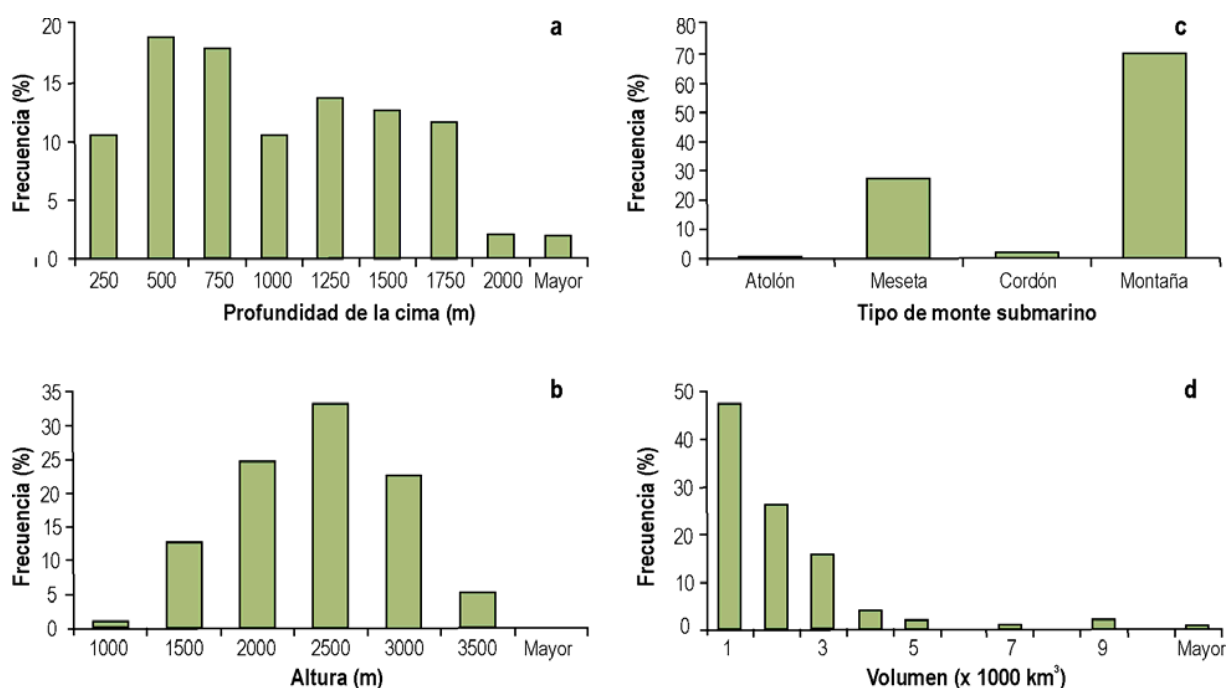 a
Frecuencia (%)
20
15
10
5
0
250 500 750 1000 1250 1500 1750 2000 Mayor
Profundidad de la cima (m)
c
Frecuencia (%)
80
70
60
50
40
30
20
10
0
Atolón Meseta Cordón Montaña
Tipo de monte submarino
b
Frecuencia (%)
35
30
25
20
15
10
5
0
1000 1500 2000 2500 3000 3500 Mayor
Altura (m)
d
Frecuencia (%)
50
40
30
20
10
0
1 3 5 7 9 Mayor
Volumen (x 1000 km³)